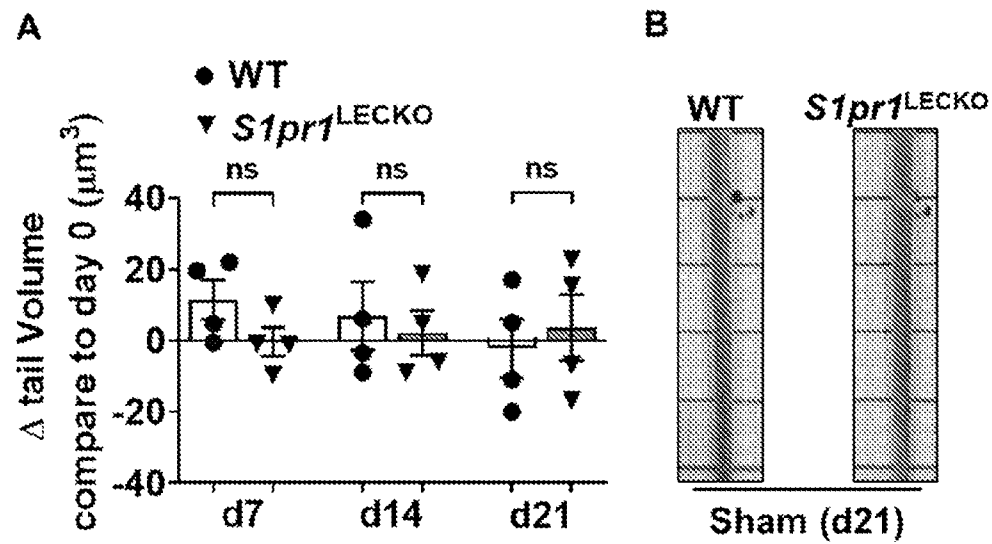 A
WT
S1pr1LECKO
Δ tail Volume
compare to day 0 (µm3)
ns
ns
ns
40
20
0
-20
-40
d7
d14
d21
B
WT
S1pr1LECKO
Sham (d21)